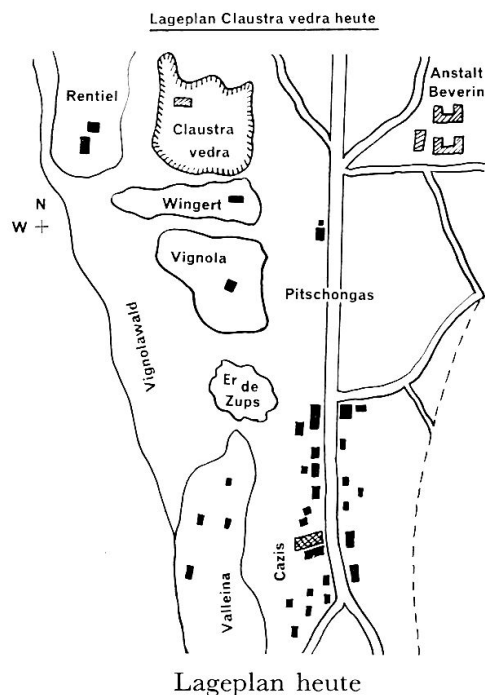 Lageplan Claustra vedra heute
Rentiel
Claustra
vedra
Anstalt
Beverin
N
W
Wingert
Vignola
Pitschongas
Vignolawald
Er de
Zups
Cazis
Valleina
Lageplan heute